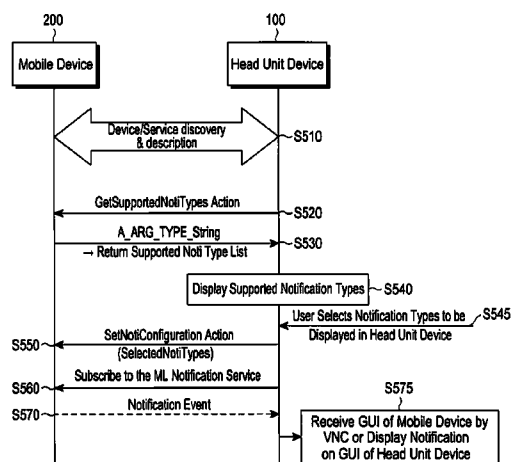 200
100
Mobile Device
Head Unit Device
Device/Service discovery
& description
S510
GetSupportedNotiTypes Action
S520
A_ARG_TYPE_String
→ Return Supported Noti Type List
S530
Display Supported Notification Types
S540
User Selects Notification Types to be
Displayed in Head Unit Device
S545
SetNotiConfiguration Action
(SelectedNotiTypes)
S550
Subscribe to the ML Notification Service
S560
Notification Event
S570
S575
Receive GUI of Mobile Device by
VNC or Display Notification
on GUI of Head Unit Device